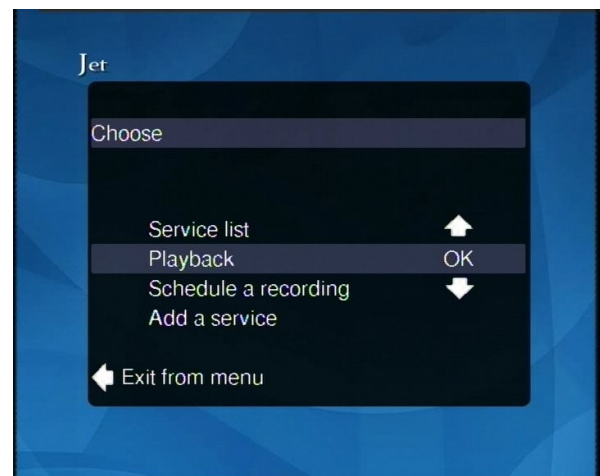 Jet
Choose
Service list
Playback OK
Schedule a recording
Add a service
Exit from menu